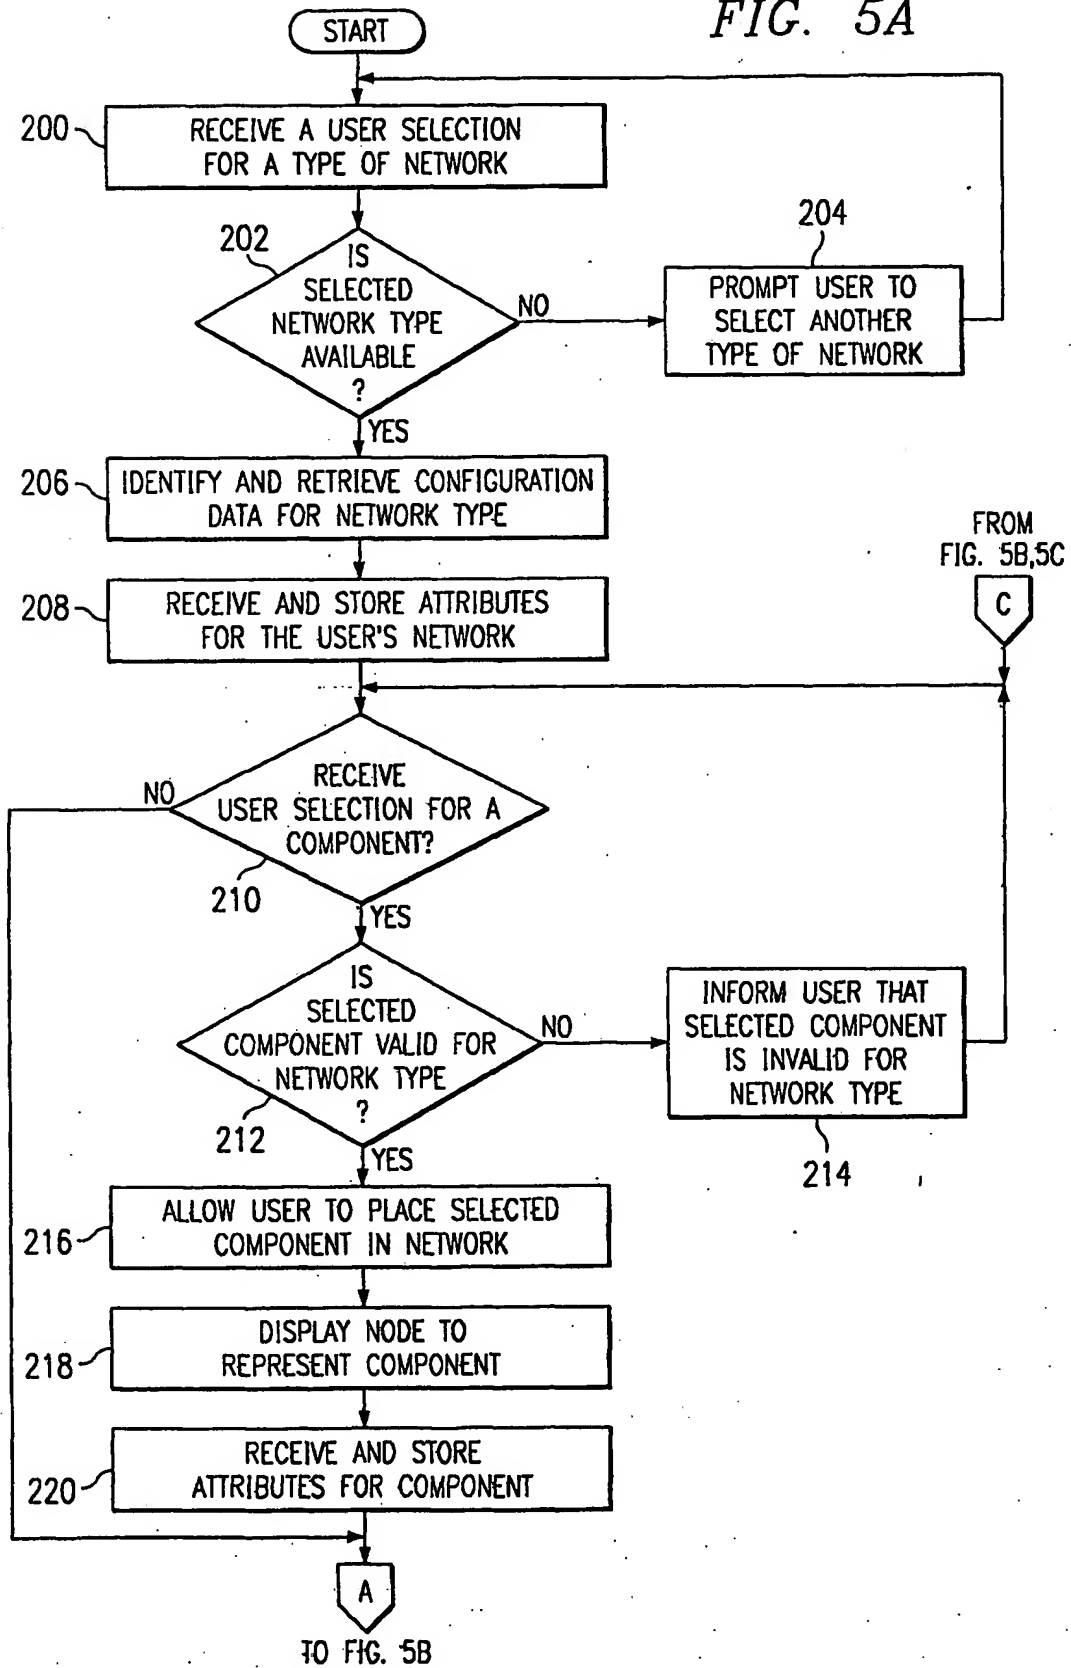 FIG. 5A
START
200
RECEIVE A USER SELECTION
FOR A TYPE OF NETWORK
202
IS
SELECTED
NETWORK TYPE
AVAILABLE
?
NO
204
PROMPT USER TO
SELECT ANOTHER
TYPE OF NETWORK
YES
206
IDENTIFY AND RETRIEVE CONFIGURATION
DATA FOR NETWORK TYPE
208
RECEIVE AND STORE ATTRIBUTES
FOR THE USER'S NETWORK
FROM
FIG. 5B,5C
C
NO
RECEIVE
USER SELECTION FOR A
COMPONENT?
210
YES
IS
SELECTED
COMPONENT VALID FOR
NETWORK TYPE
?
212
NO
INFORM USER THAT
SELECTED COMPONENT
IS INVALID FOR
NETWORK TYPE
214
YES
216
ALLOW USER TO PLACE SELECTED
COMPONENT IN NETWORK
218
DISPLAY NODE TO
REPRESENT COMPONENT
220
RECEIVE AND STORE
ATTRIBUTES FOR COMPONENT
A
TO FIG. 5B